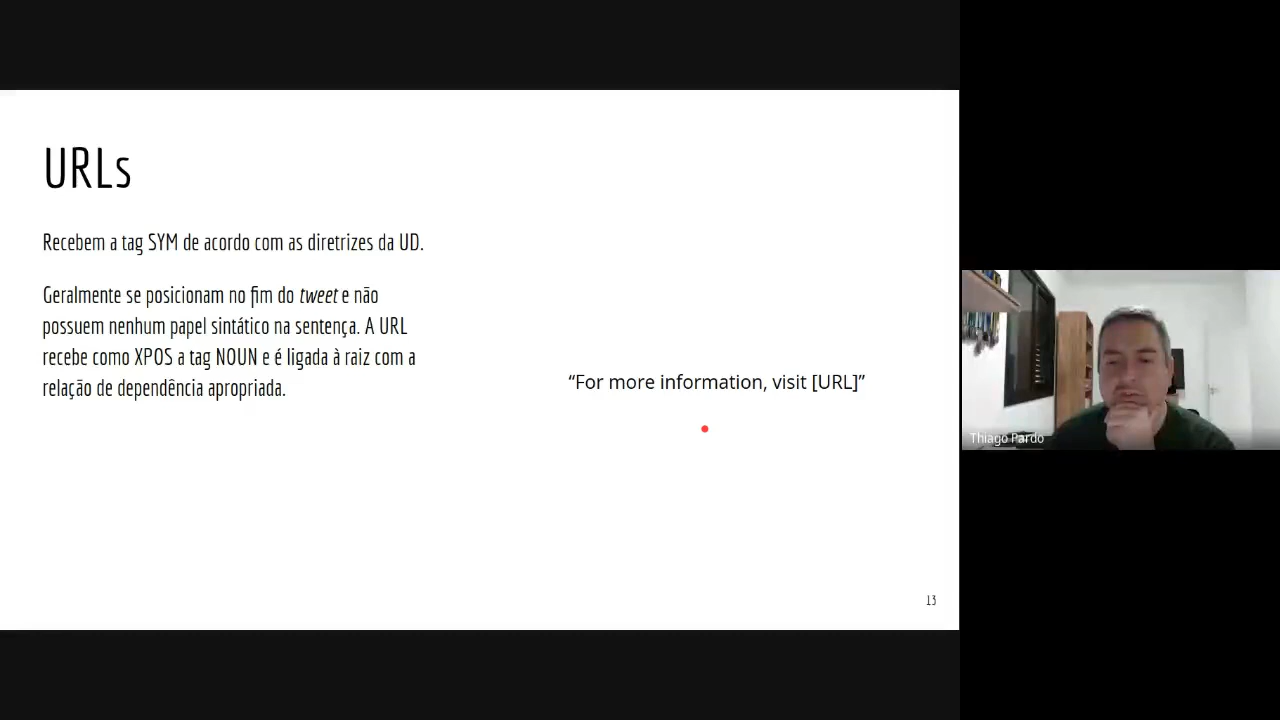 URLs
Recebem a tag SYM de acordo com as diretrizes da UD.
Geralmente se posicionam no fim do tweet e não
possuem nenhum papel sintático na sentença. A URL
recebe como XPOS a tag NOUN e é ligada à raiz com a
relação de dependência apropriada.
“For more information, visit [URL]”
13
Thiago Pardo